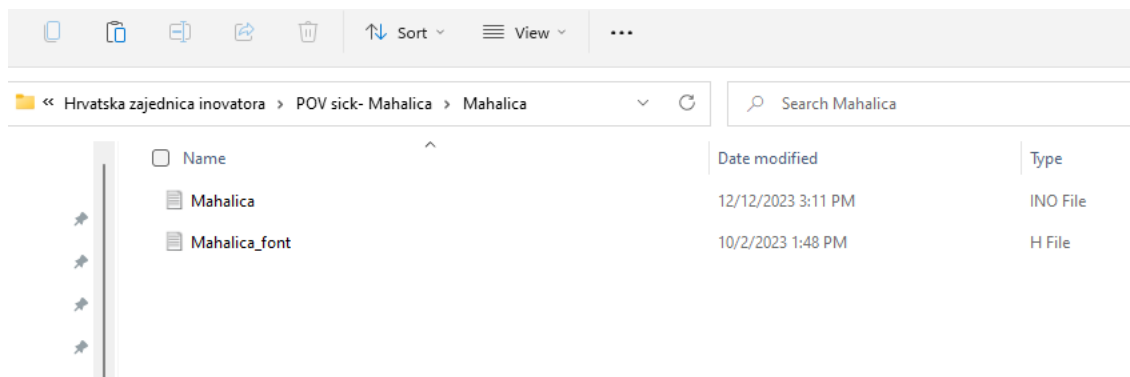 Sort View
Hrvatska zajednica inovatora > POV sick- Mahalica > Mahalica Search Mahalica
Name Date modified Type
Mahalica 12/12/2023 3:11 PM INO File
Mahalica_font 10/2/2023 1:48 PM H File